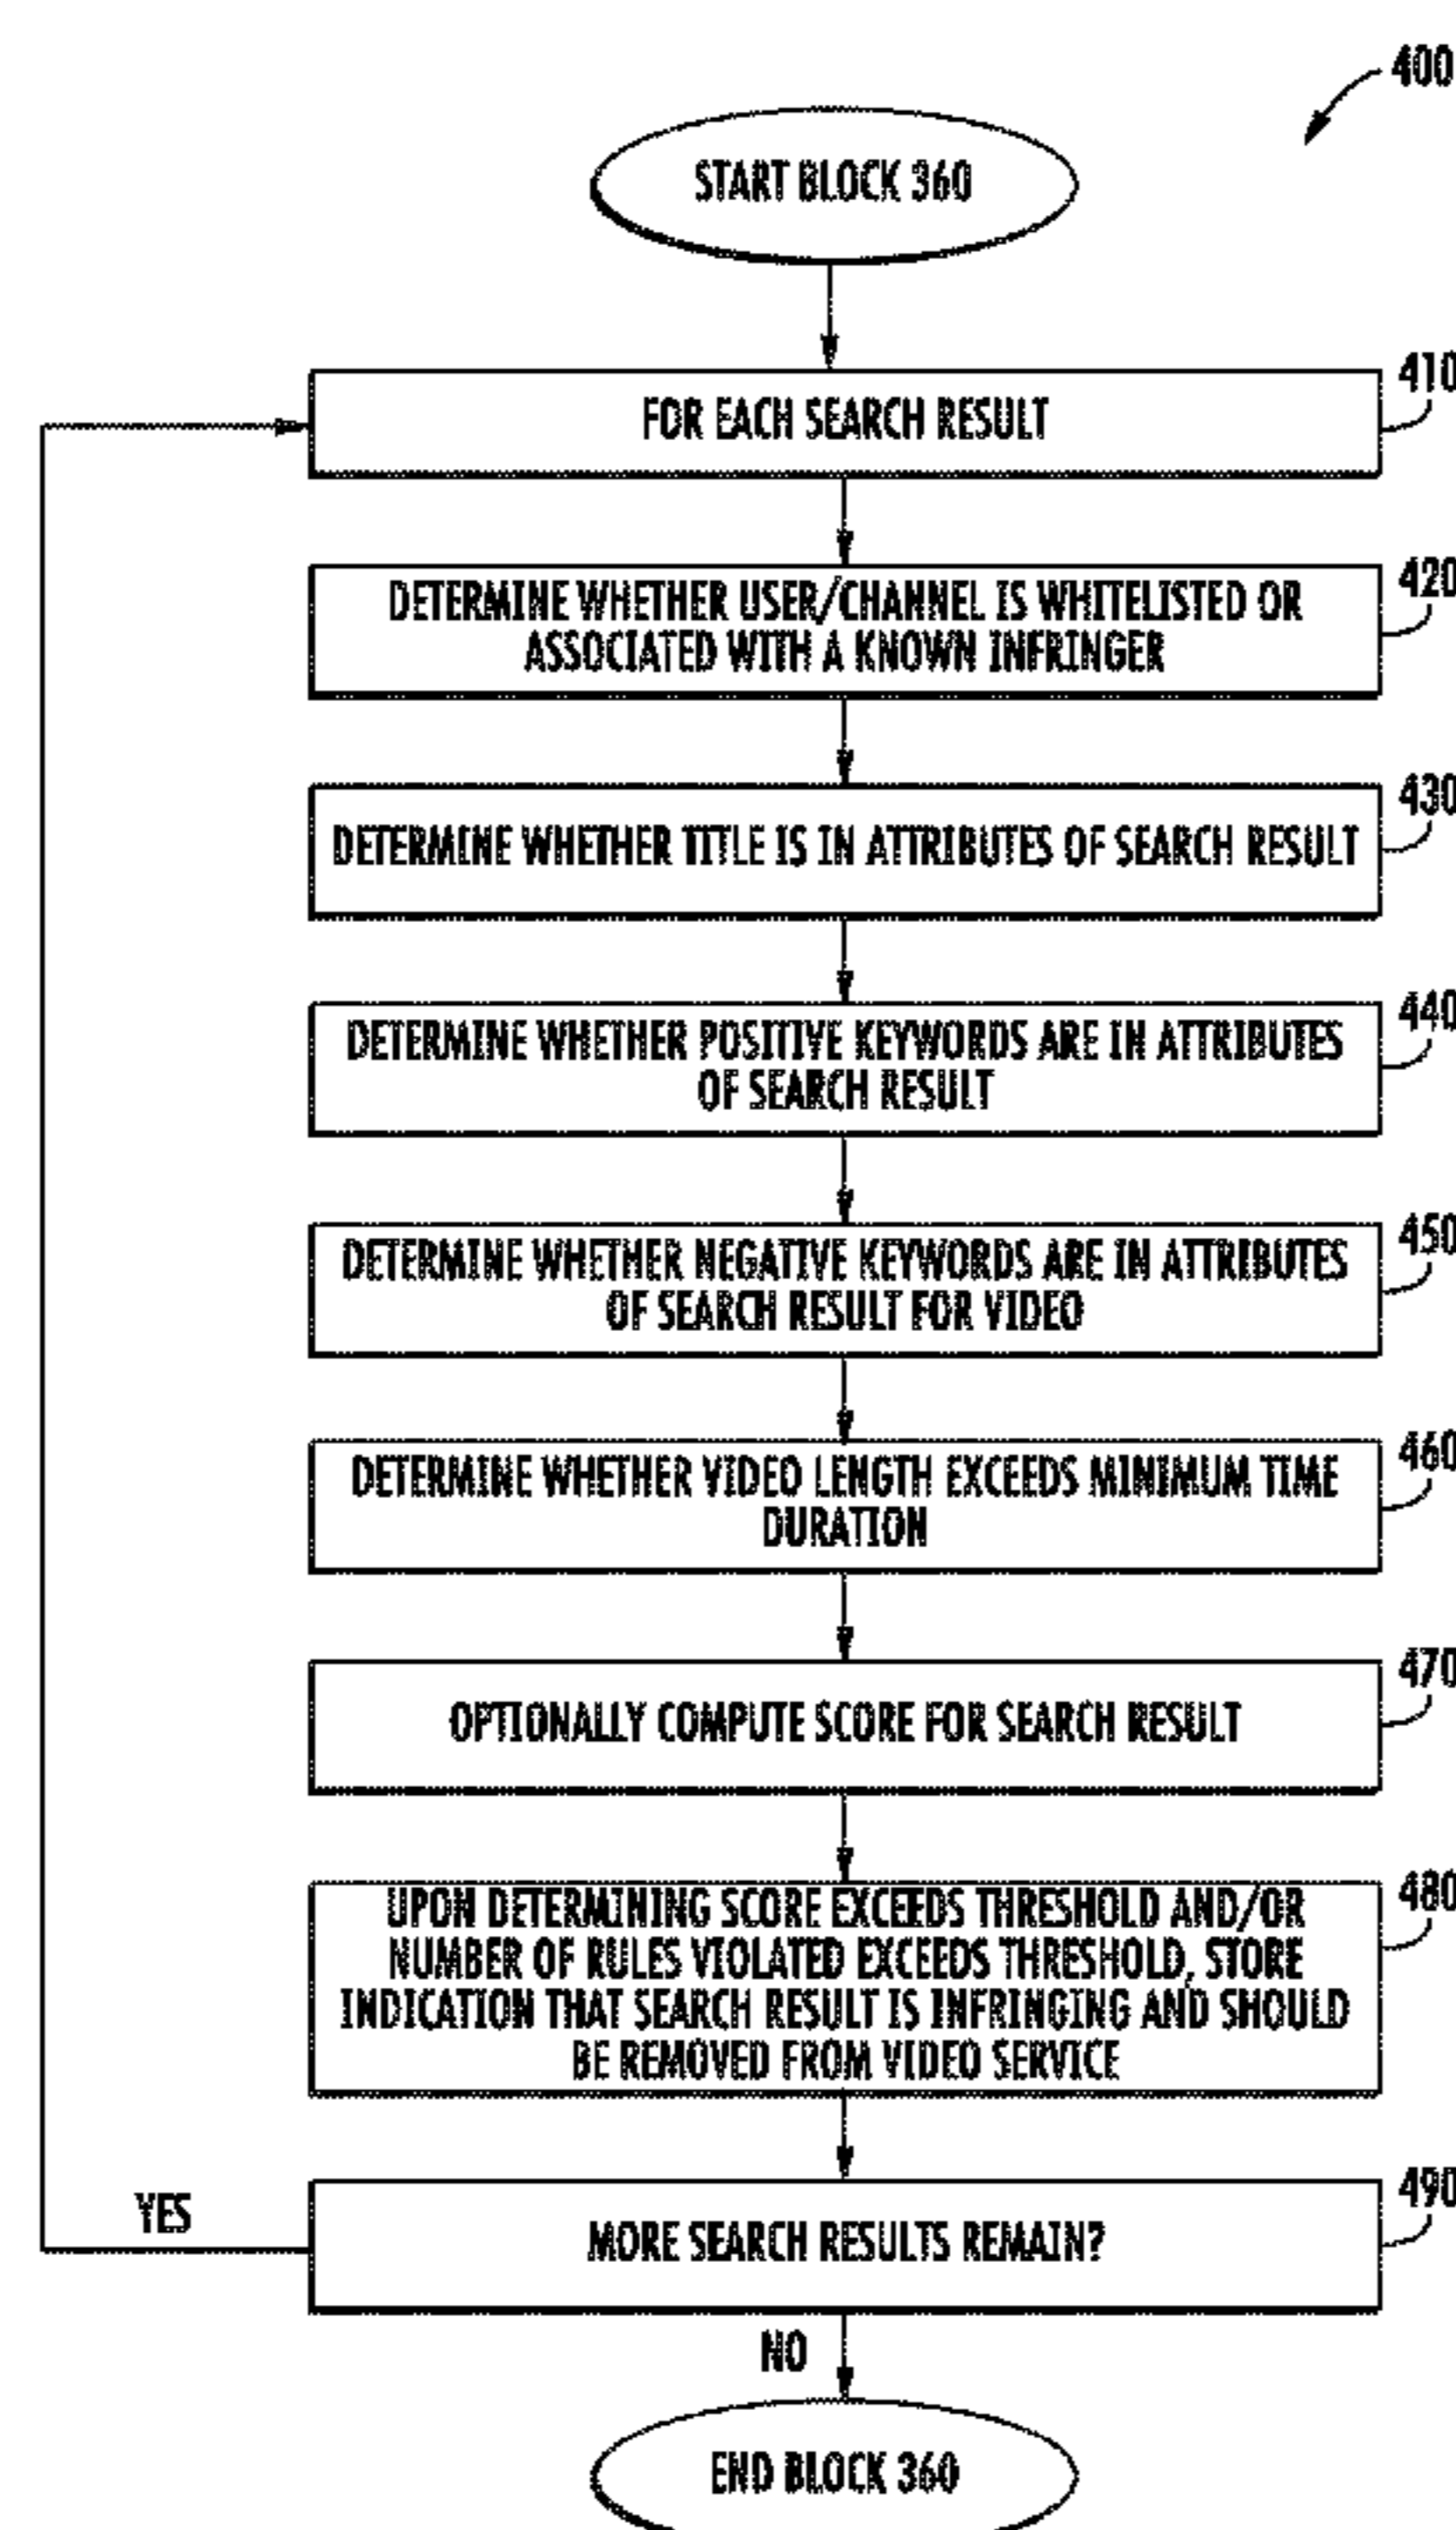 400
START BLOCK 360
410
FOR EACH SEARCH RESULT
420
DETERMINE WHETHER USER/CHANNEL IS WHITELISTED OR
ASSOCIATED WITH A KNOWN INFRINGER
430
DETERMINE WHETHER TITLE IS IN ATTRIBUTES OF SEARCH RESULT
440
DETERMINE WHETHER POSITIVE KEYWORDS ARE IN ATTRIBUTES
OF SEARCH RESULT
450
DETERMINE WHETHER NEGATIVE KEYWORDS ARE IN ATTRIBUTES
OF SEARCH RESULT FOR VIDEO
460
DETERMINE WHETHER VIDEO LENGTH EXCEEDS MINIMUM TIME
DURATION
470
OPTIONALLY COMPUTE SCORE FOR SEARCH RESULT
480
UPON DETERMINING SCORE EXCEEDS THRESHOLD AND/OR
NUMBER OF RULES VIOLATED EXCEEDS THRESHOLD, STORE
INDICATION THAT SEARCH RESULT IS INFRINGING AND SHOULD
BE REMOVED FROM VIDEO SERVICE
490
YES
MORE SEARCH RESULTS REMAIN?
NO
END BLOCK 360